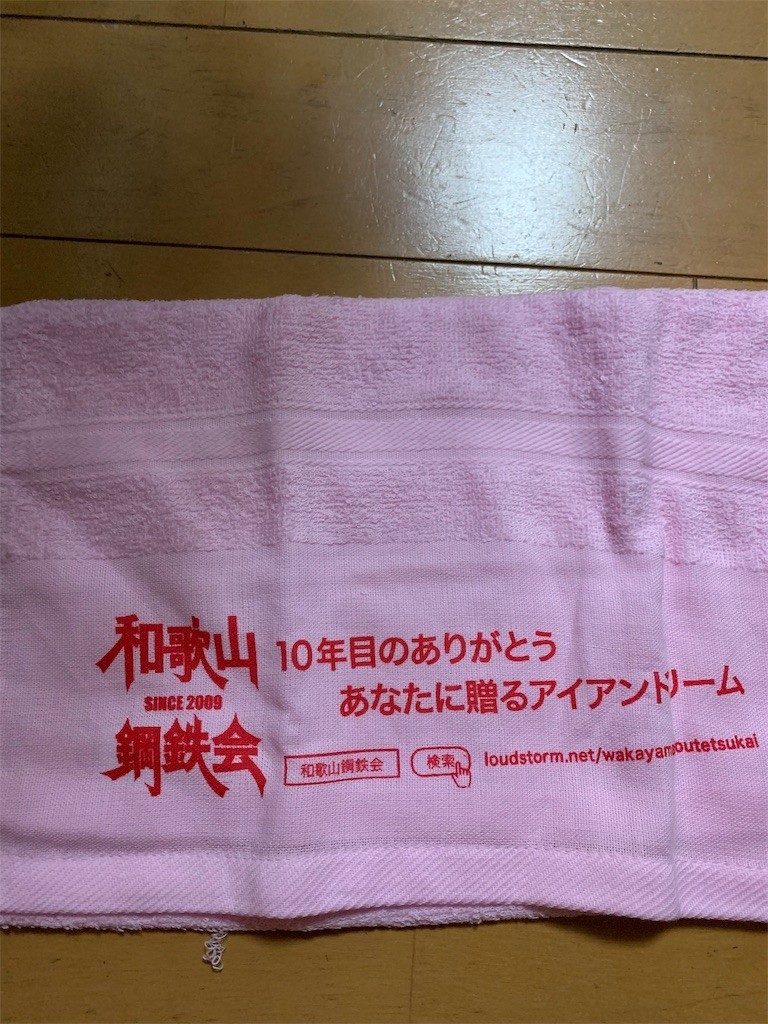 和歌山
SINCE 2009
鋼鉄会
10年目のありがとう
あなたに贈るアイアンドリーム
和歌山鋼鉄会
検索
loudstorm.net/wakayamaoutetsukai